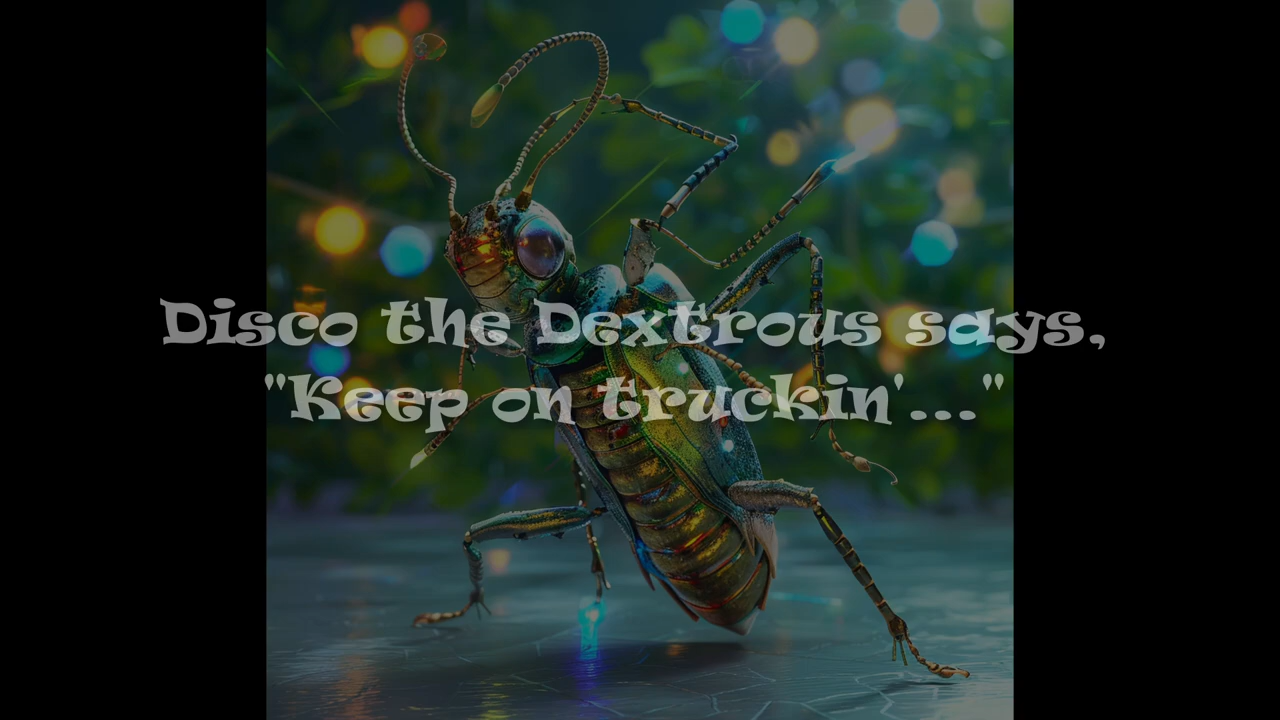 Disco the Dextrous says,
"Keep on truckin'..."